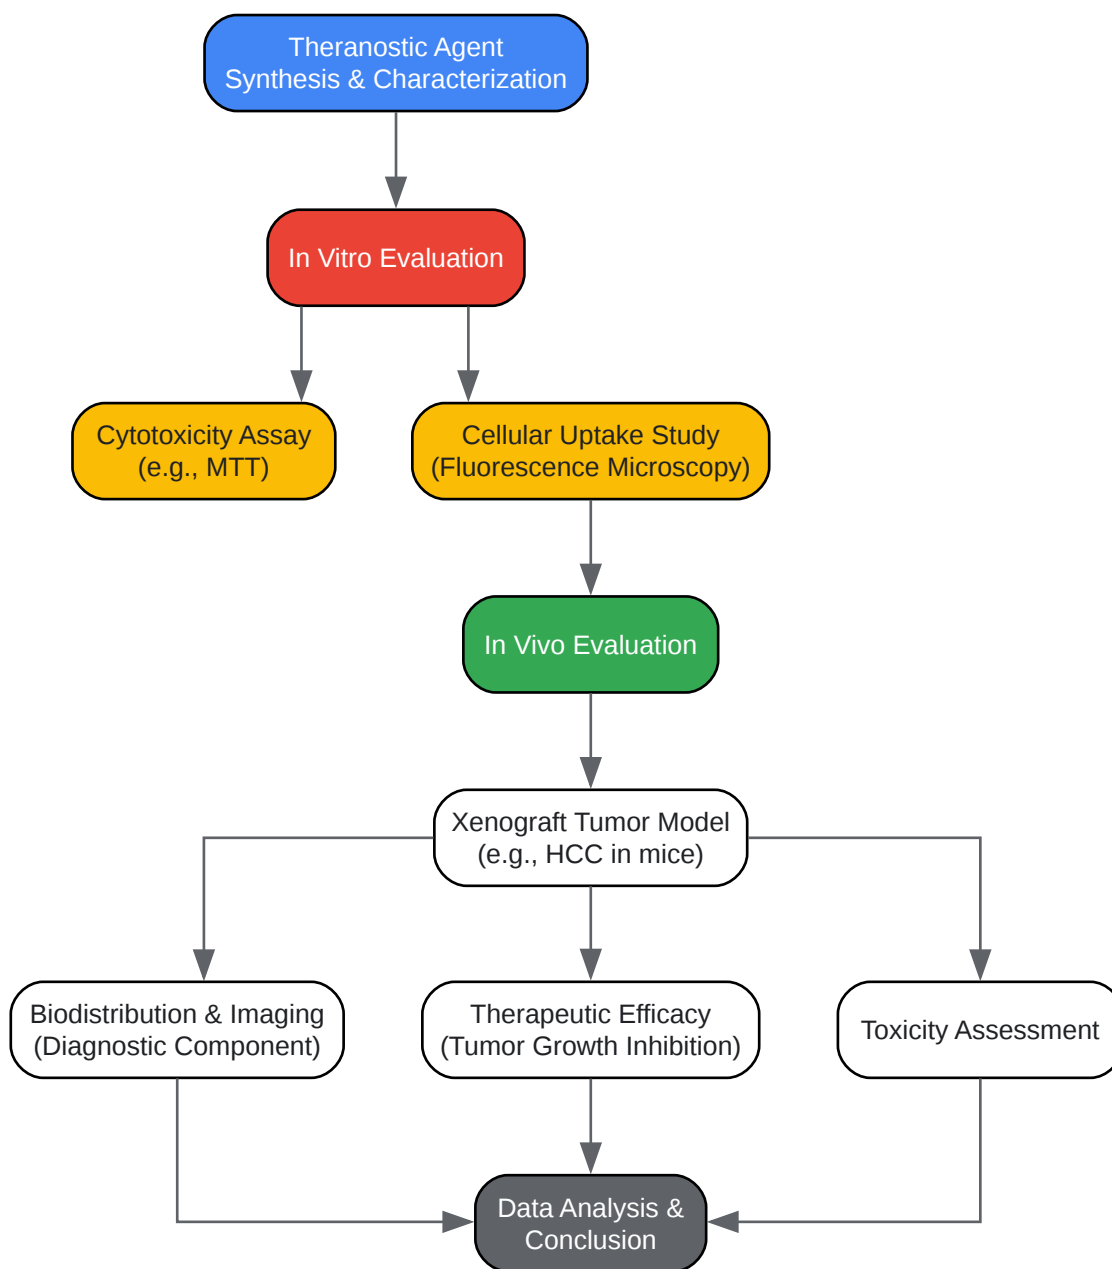 Theranostic Agent
Synthesis & Characterization
In Vitro Evaluation
Cytotoxicity Assay
(e.g., MTT)
Cellular Uptake Study
(Fluorescence Microscopy)
In Vivo Evaluation
Xenograft Tumor Model
(e.g., HCC in mice)
Biodistribution & Imaging
(Diagnostic Component)
Therapeutic Efficacy
(Tumor Growth Inhibition)
Toxicity Assessment
Data Analysis &
Conclusion